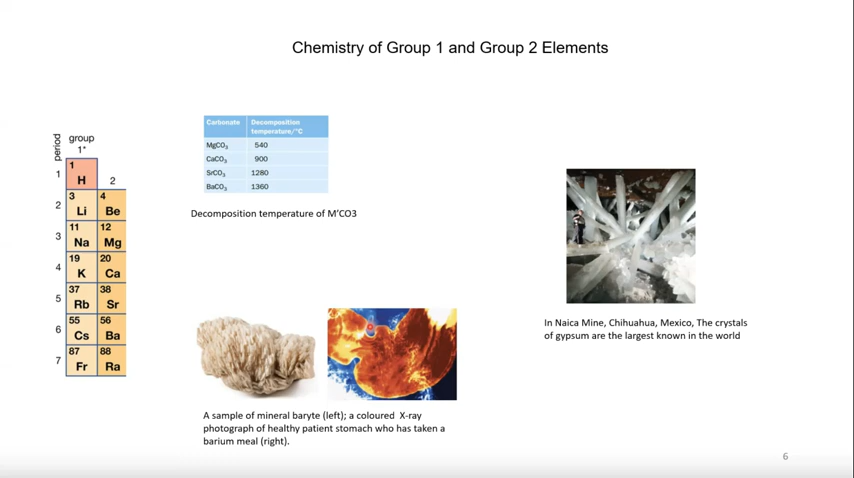 Chemistry of Group 1 and Group 2 Elements
period
group
1*
2
1
1
H
2
3
Li
4
Be
3
11
Na
12
Mg
4
19
K
20
Ca
5
37
Rb
38
Sr
6
55
Cs
56
Ba
7
87
Fr
88
Ra
Carbonate Decomposition
temperature/°C
MgCO₃ 540
CaCO₃ 900
SrCO₃ 1280
BaCO₃ 1360
Decomposition temperature of M'CO3
A sample of mineral baryte (left); a coloured X-ray
photograph of healthy patient stomach who has taken a
barium meal (right).
In Naica Mine, Chihuahua, Mexico, The crystals
of gypsum are the largest known in the world
6